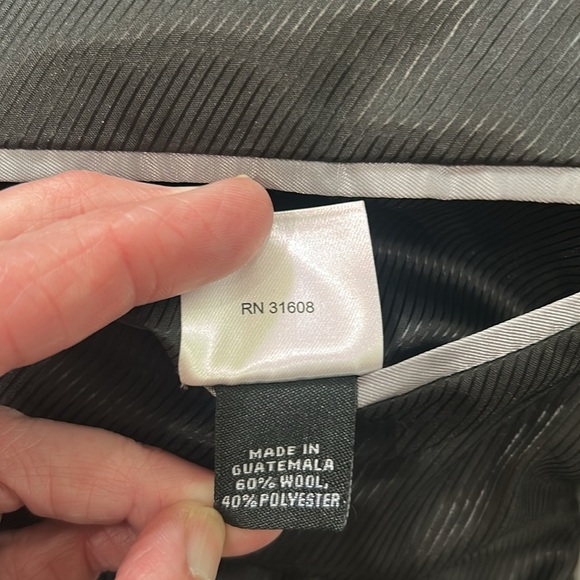 RN 31608
MADE IN
GUATEMALA
60% WOOL,
40% POLYESTER